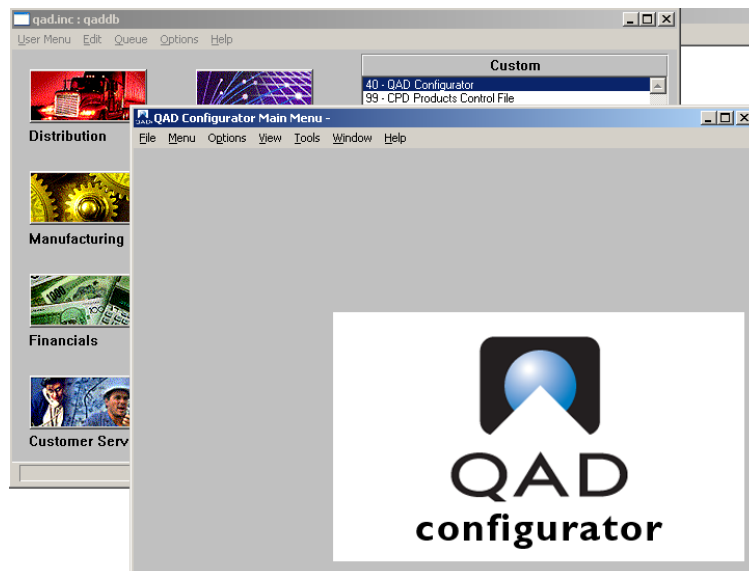 qad.inc : qaddb
User Menu Edit Queue Options Help
Custom
40 - QAD Configurator
99 - CPD Products Control File
Distribution
Manufacturing
Financials
Customer Serv
QAD Configurator Main Menu -
File Menu Options View Tools Window Help
QAD
configurator